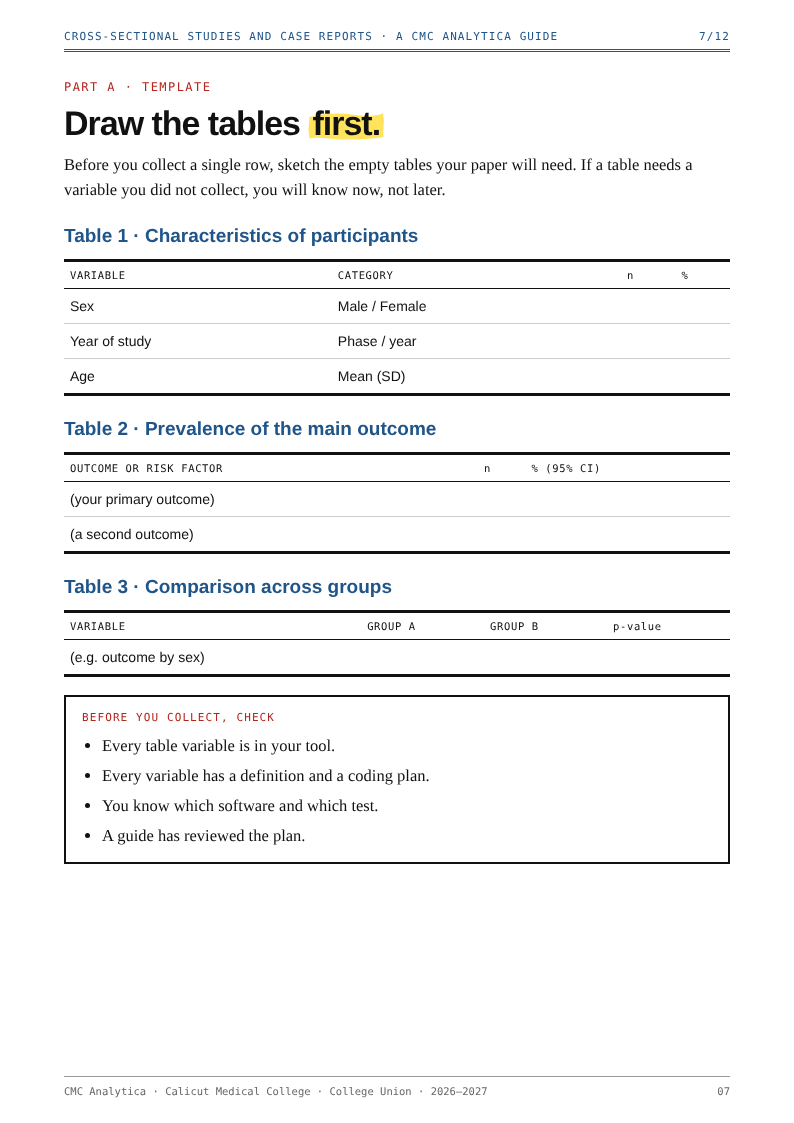 CROSS-SECTIONAL STUDIES AND CASE REPORTS · A CMC ANALYTICA GUIDE 7/12
PART A · TEMPLATE
Draw the tables first.
Before you collect a single row, sketch the empty tables your paper will need. If a table needs a
variable you did not collect, you will know now, not later.
Table 1 · Characteristics of participants
VARIABLE CATEGORY n %
Sex Male / Female
Year of study Phase / year
Age Mean (SD)
Table 2 · Prevalence of the main outcome
OUTCOME OR RISK FACTOR n % (95% CI)
(your primary outcome)
(a second outcome)
Table 3 · Comparison across groups
VARIABLE GROUP A GROUP B p-value
(e.g. outcome by sex)
BEFORE YOU COLLECT, CHECK
• Every table variable is in your tool.
• Every variable has a definition and a coding plan.
• You know which software and which test.
• A guide has reviewed the plan.
CMC Analytica · Calicut Medical College · College Union · 2026–2027 07